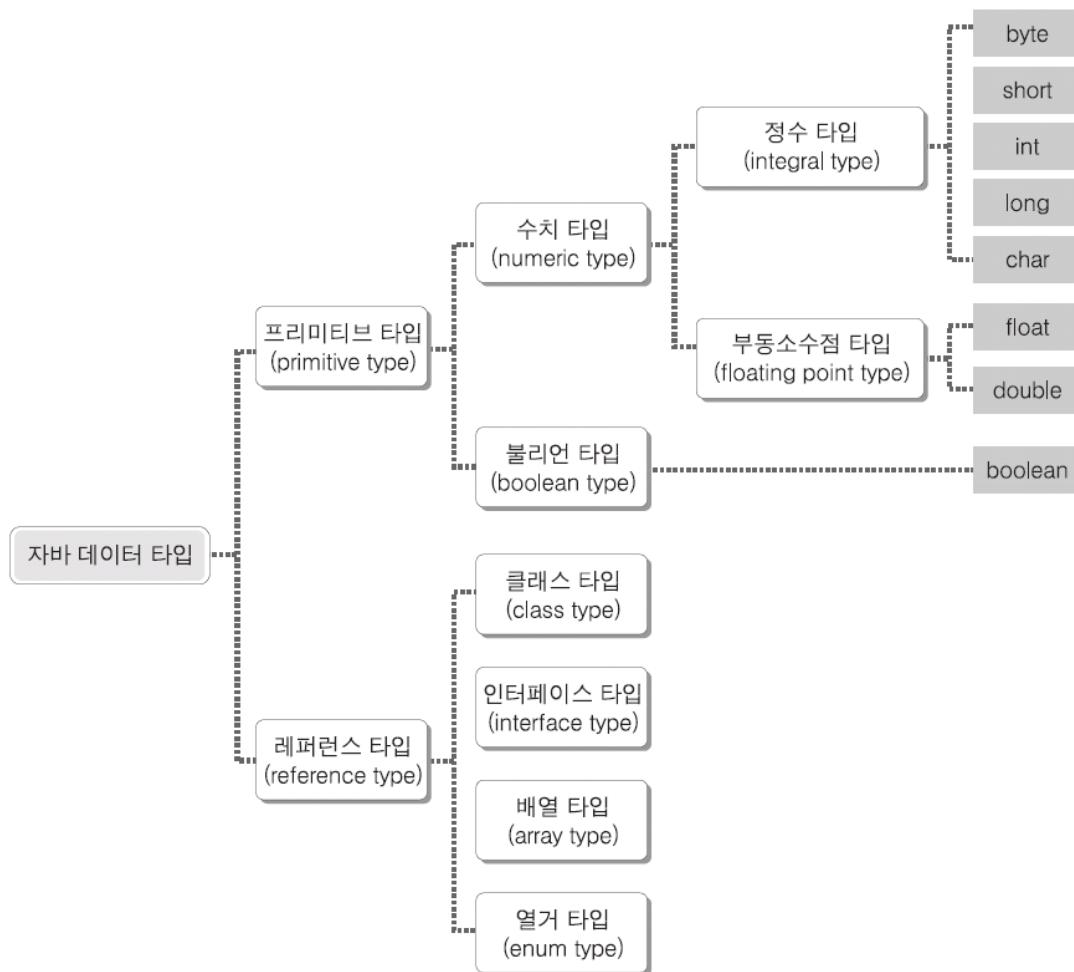 자바 데이터 타입
프리미티브 타입
(primitive type)
수치 타입
(numeric type)
정수 타입
(integral type)
byte
short
int
long
char
부동소수점 타입
(floating point type)
float
double
불리언 타입
(boolean type)
boolean
레퍼런스 타입
(reference type)
클래스 타입
(class type)
인터페이스 타입
(interface type)
배열 타입
(array type)
열거 타입
(enum type)